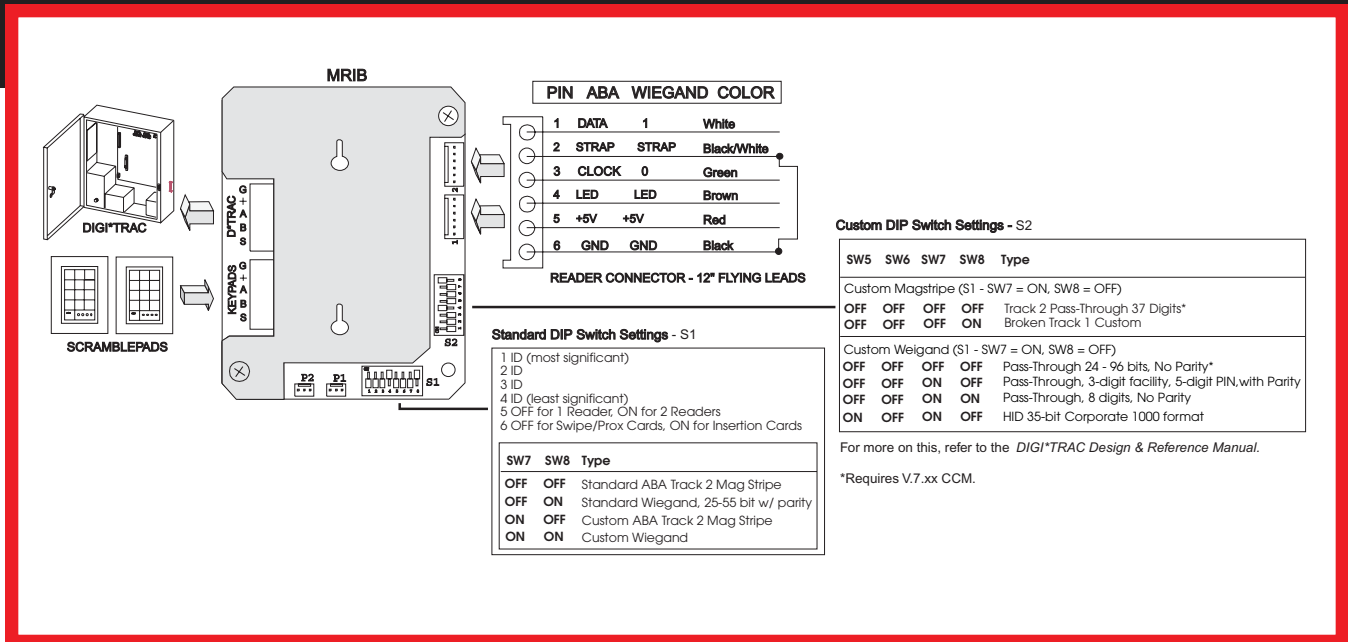 MRIB
PIN ABA WIEGAND COLOR
1 DATA 1 White
2 STRAP STRAP Black/White
3 CLOCK 0 Green
4 LED LED Brown
5 +5V +5V Red
6 GND GND Black
READER CONNECTOR - 12" FLYING LEADS
DIGI*TRAC
SCRAMBLEPADS
D*TRAC
G
+
A
B
S
KEYPADS
G
+
A
B
S
2
1
S2
P2
P1
S1
1 2 3 4 5 6 7 8
Standard DIP Switch Settings - S1
1 ID (most significant)
2 ID
3 ID
4 ID (least significant)
5 OFF for 1 Reader, ON for 2 Readers
6 OFF for Swipe/Prox Cards, ON for Insertion Cards
SW7 SW8 Type
OFF OFF Standard ABA Track 2 Mag Stripe
OFF ON Standard Wiegand, 25-55 bit w/ parity
ON OFF Custom ABA Track 2 Mag Stripe
ON ON Custom Wiegand
Custom DIP Switch Settings - S2
SW5 SW6 SW7 SW8 Type
Custom Magstripe (S1 - SW7 = ON, SW8 = OFF)
OFF OFF OFF OFF Track 2 Pass-Through 37 Digits*
OFF OFF OFF ON Broken Track 1 Custom
Custom Weigand (S1 - SW7 = ON, SW8 = OFF)
OFF OFF OFF OFF Pass-Through 24 - 96 bits, No Parity*
OFF OFF ON OFF Pass-Through, 3-digit facility, 5-digit PIN,with Parity
OFF OFF ON ON Pass-Through, 8 digits, No Parity
ON OFF ON OFF HID 35-bit Corporate 1000 format
For more on this, refer to the DIGI*TRAC Design & Reference Manual.
*Requires V.7.xx CCM.